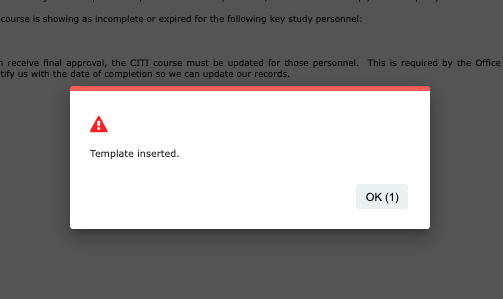 course is showing as incomplete or expired for the following key study personnel:
receive final approval, the CITI course must be updated for those personnel. This is required by the Office
tify us with the date of completion so we can update our records.
Template inserted.
OK (1)